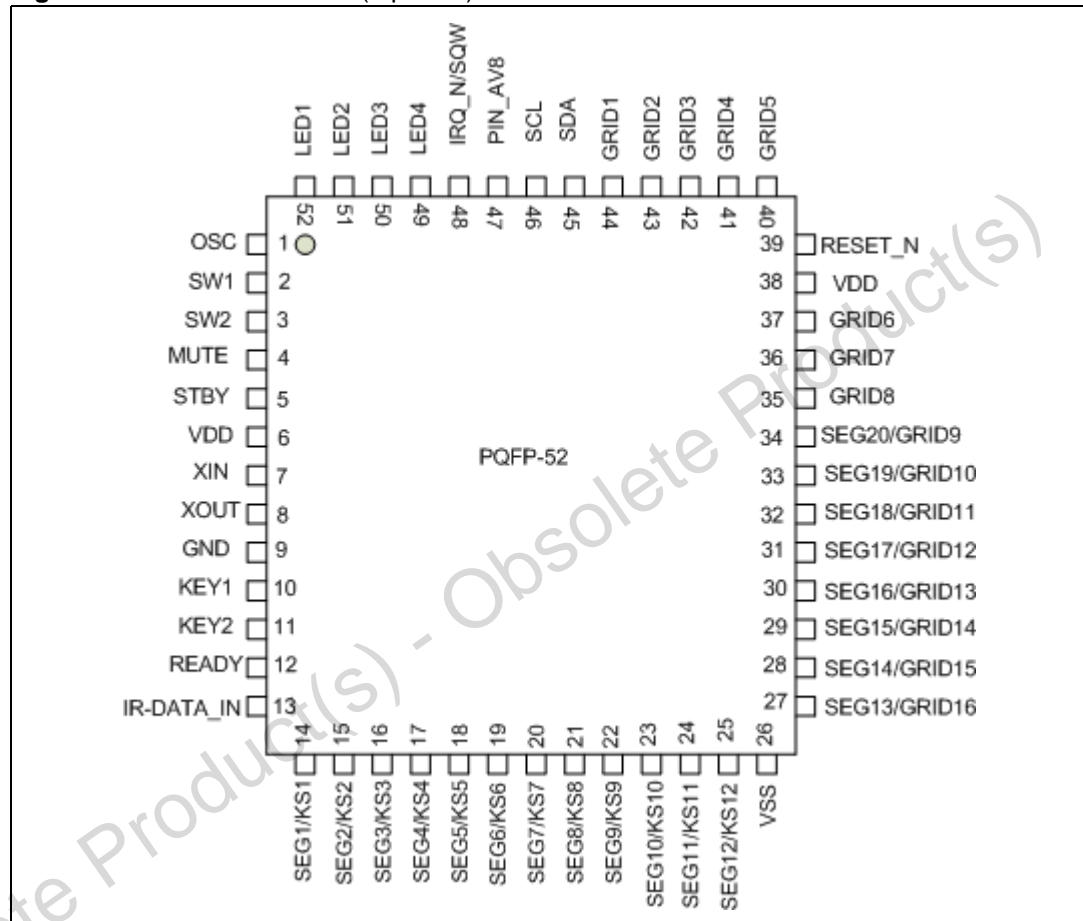 LED1
LED2
LED3
LED4
IRQ_N/SQW
PIN_AV8
SCL
SDA
GRID1
GRID2
GRID3
GRID4
GRID5
52
51
50
49
48
47
46
45
44
43
42
41
40
OSC 1 39 RESET_N
SW1 2 38 VDD
SW2 3 37 GRID6
MUTE 4 36 GRID7
STBY 5 35 GRID8
VDD 6 34 SEG20/GRID9
PQFP-52
XIN 7 33 SEG19/GRID10
XOUT 8 32 SEG18/GRID11
GND 9 31 SEG17/GRID12
KEY1 10 30 SEG16/GRID13
KEY2 11 29 SEG15/GRID14
READY 12 28 SEG14/GRID15
IR-DATA_IN 13 27 SEG13/GRID16
14
15
16
17
18
19
20
21
22
23
24
25
26
SEG1/KS1
SEG2/KS2
SEG3/KS3
SEG4/KS4
SEG5/KS5
SEG6/KS6
SEG7/KS7
SEG8/KS8
SEG9/KS9
SEG10/KS10
SEG11/KS11
SEG12/KS12
VSS
Product(s) - Obsolete Product(s)